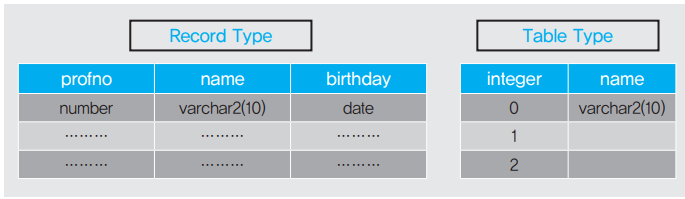 Record Type
profno name birthday
number varchar2(10) date
……… ……… ………
……… ……… ………
Table Type
integer name
0 varchar2(10)
1
2